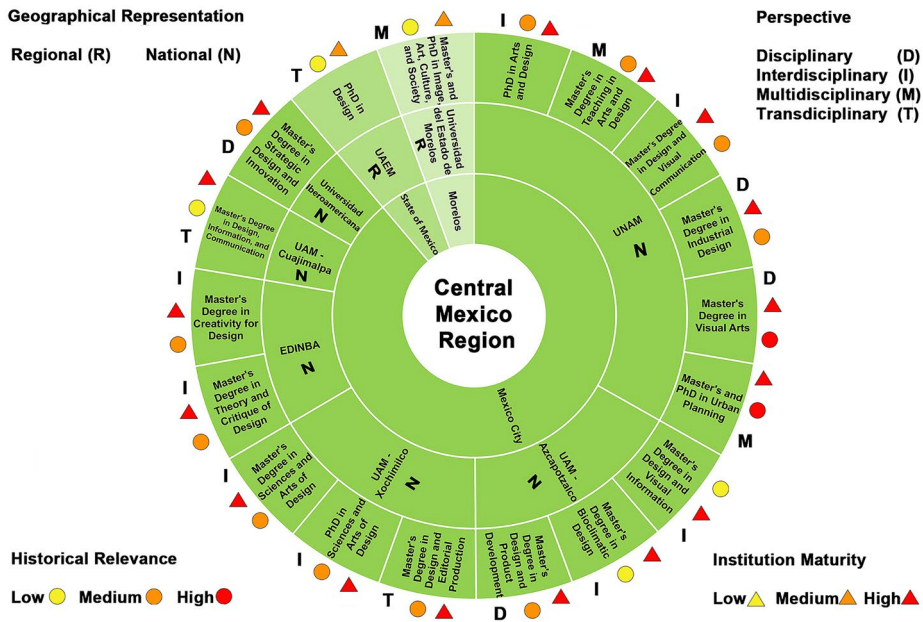 Geographical Representation
Regional (R) National (N)
Perspective
Disciplinary (D)
Interdisciplinary (I)
Multidisciplinary (M)
Transdiciplinary (T)
Central
Mexico
Region
Mexico City
State of Mexico
Morelos
UNAM
N
UAM -
Azcapotzalco
N
UAM -
Xochimilco
N
EDINBA
N
UAM -
Cuajimalpa
N
Universidad
Iberoamericana
N
UAEM
R
Universidad
del Estado de
Morelos
R
I
PhD in Arts
and Design
M
Master's
Degree in
Teaching in
Arts and
Design
I
Master's Degree
in Design and
Visual
Communication
D
Master's
Degree in
Industrial
Design
D
Master's
Degree in
Visual Arts
Master's and
PhD in Urban
Planning
M
Master's
Degree in
Design and
Visual
Information
I
Master's
Degree in
Bioclimatic
Design
I
Master's
Degree in
Design and
Product
Development
D
Master's
Degree in
Design and
Editorial
Production
T
PhD in
Sciences and
Arts of
Design
I
Master's
Degree in
Sciences and
Arts of
Design
I
Master's
Degree in
Theory and
Critique of
Design
I
Master's
Degree in
Creativity for
Design
I
Master's Degree
in Design,
Information, and
Communication
T
Master's
Degree in
Strategic
Design and
Innovation
D
PhD in
Design
T
Master's and
PhD in Image,
Art, Culture,
and Society
M
Historical Relevance
Low Medium High
Institution Maturity
Low Medium High